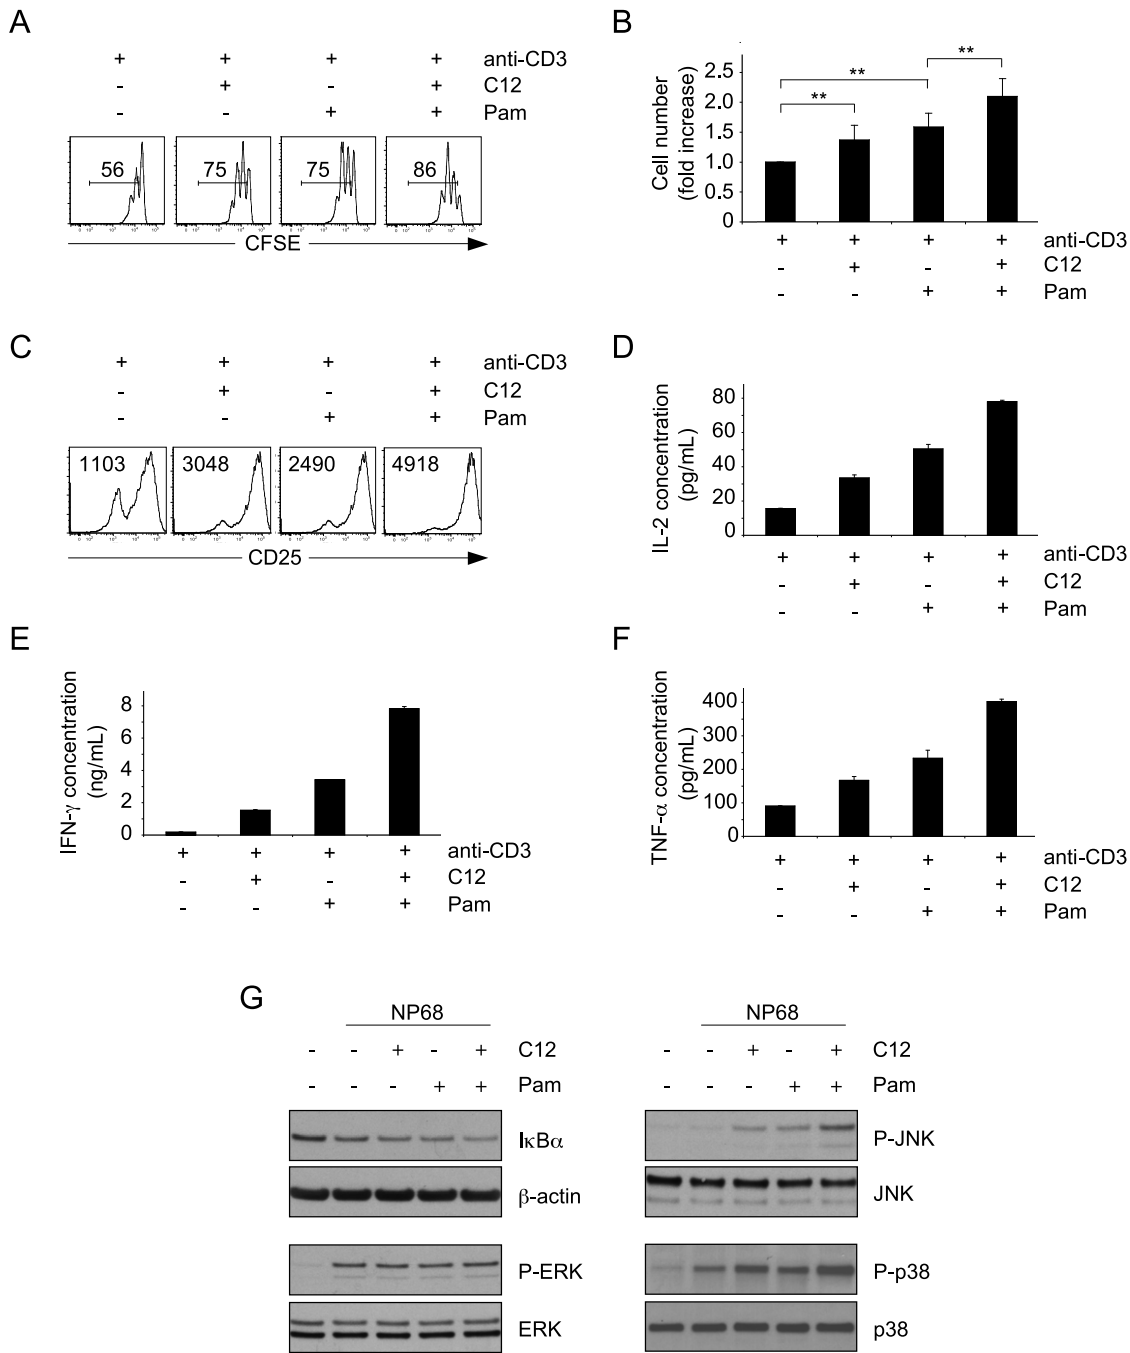 A
+ + + + anti-CD3
- + - + C12
- - + + Pam
56 75 75 86
CFSE
B
Cell number
(fold increase)
2.5
2.0
1.5
1.0
0.5
0
** ** **
+ + + + anti-CD3
- + - + C12
- - + + Pam
C
+ + + + anti-CD3
- + - + C12
- - + + Pam
1103 3048 2490 4918
CD25
D
IL-2 concentration
(pg/mL)
80
60
40
20
0
+ + + + anti-CD3
- + - + C12
- - + + Pam
E
IFN-γ concentration
(ng/mL)
8
6
4
2
0
+ + + + anti-CD3
- + - + C12
- - + + Pam
F
TNF-α concentration
(pg/mL)
400
300
200
100
0
+ + + + anti-CD3
- + - + C12
- - + + Pam
G
NP68
- - + - + C12
- - - + + Pam
IκBα
β-actin
P-ERK
ERK
NP68
- - + - + C12
- - - + + Pam
P-JNK
JNK
P-p38
p38